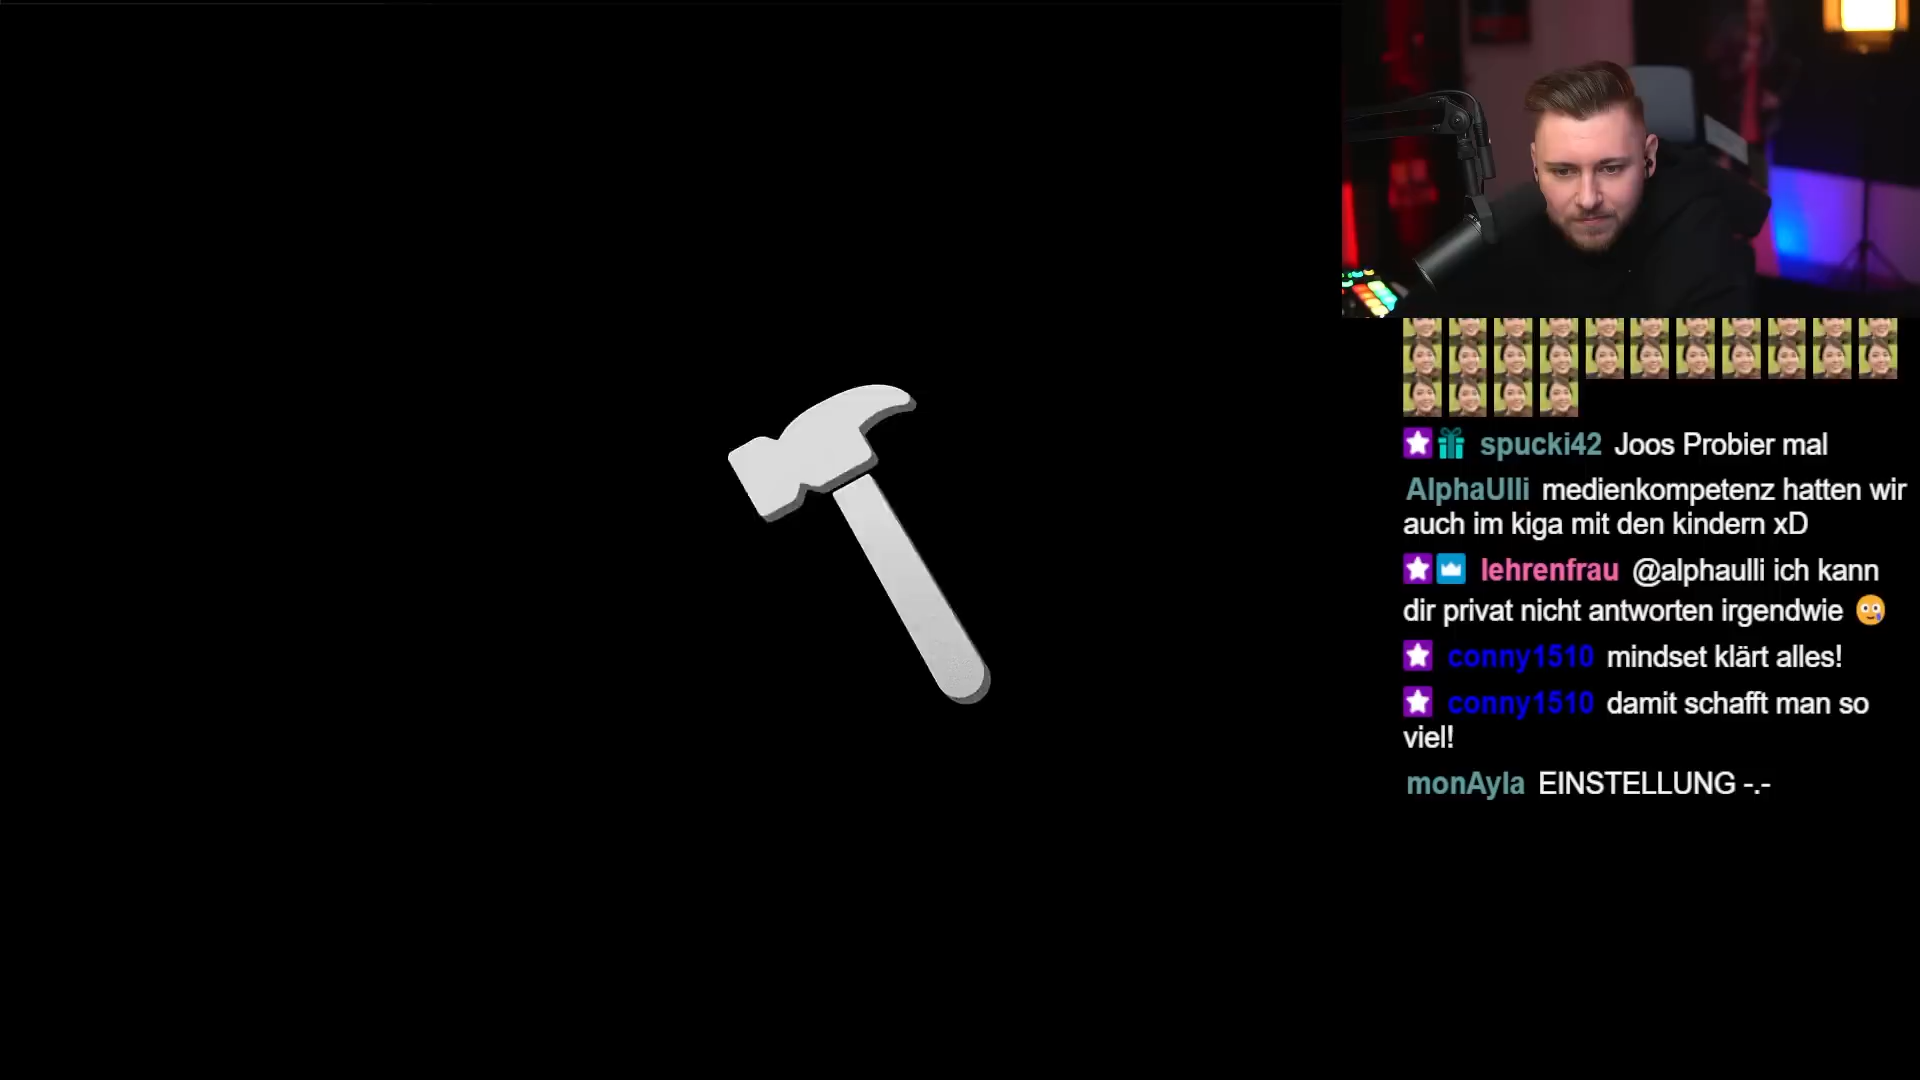 spucki42 Joos Probier mal
AlphaUlli medienkompetenz hatten wir
auch im kiga mit den kindern xD
lehrenfrau @alphaulli ich kann
dir privat nicht antworten irgendwie
conny1510 mindset klärt alles!
conny1510 damit schafft man so
viel!
monAyla EINSTELLUNG -.-